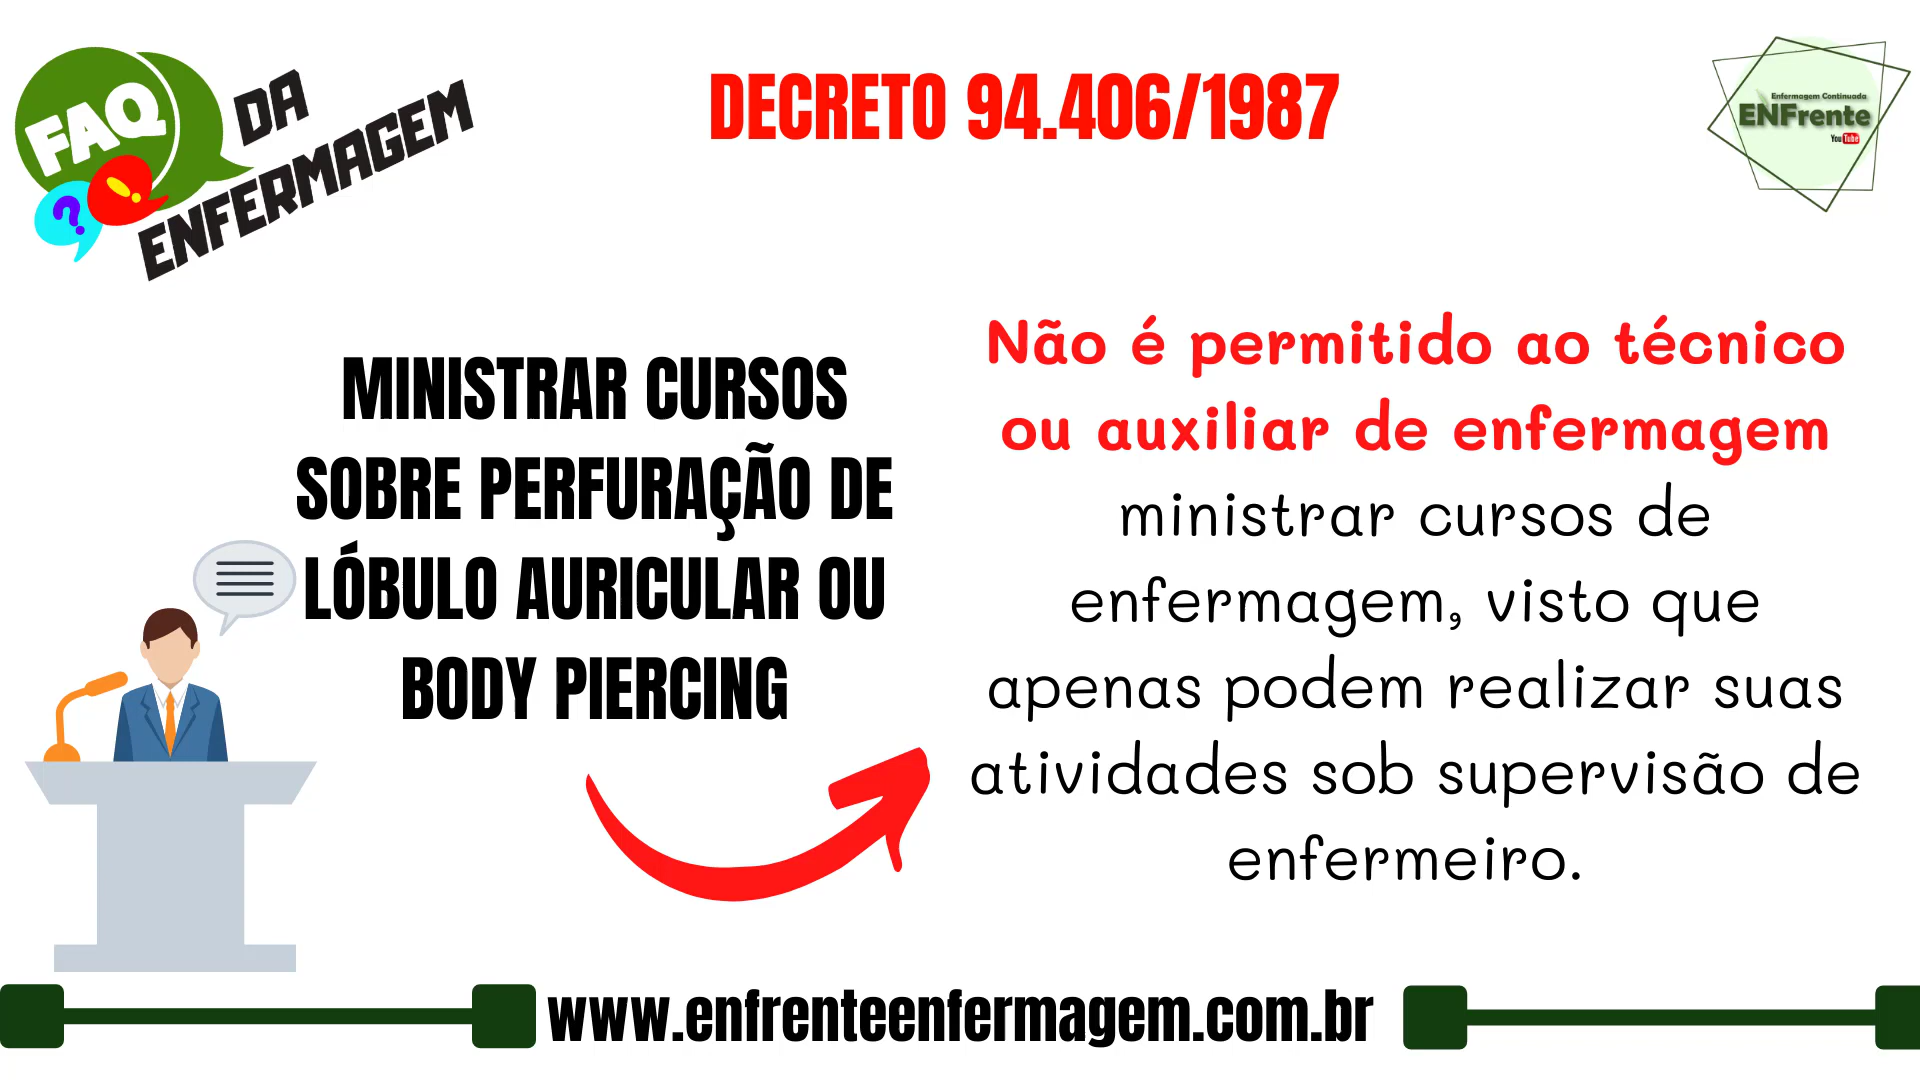 FAQ
DA
ENFERMAGEM
?
!
DECRETO 94.406/1987
Enfermagem Continuada
ENFrente
YouTube
MINISTRAR CURSOS
SOBRE PERFURAÇÃO DE
LÓBULO AURICULAR OU
BODY PIERCING
Não é permitido ao técnico
ou auxiliar de enfermagem
ministrar cursos de
enfermagem, visto que
apenas podem realizar suas
atividades sob supervisão de
enfermeiro.
www.enfrenteenfermagem.com.br